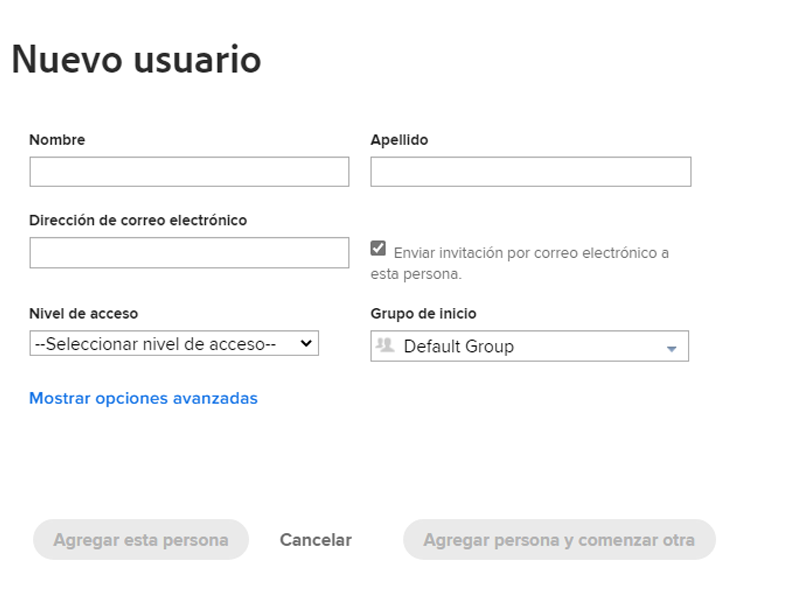 Nuevo usuario
Nombre
Apellido
Dirección de correo electrónico
Enviar invitación por correo electrónico a
esta persona.
Nivel de acceso
Grupo de inicio
--Seleccionar nivel de acceso--
Default Group
Mostrar opciones avanzadas
Agregar esta persona
Cancelar
Agregar persona y comenzar otra